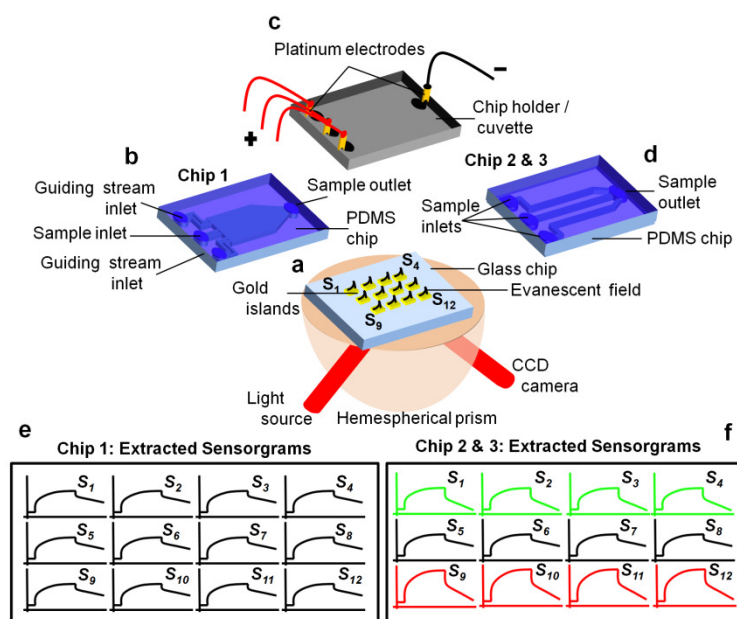 c
Platinum electrodes
−
+
Chip holder /
cuvette
b
Chip 1
Guiding stream
inlet
Sample outlet
Sample inlet
PDMS
chip
Guiding stream
inlet
Chip 2 & 3
d
Sample
inlets
Sample
outlet
PDMS chip
a
S1
S4
S9
S12
Gold
islands
Glass chip
Evanescent field
Light
source
CCD
camera
Hemespherical prism
e
Chip 1: Extracted Sensorgrams
S1 S2 S3 S4
S5 S6 S7 S8
S9 S10 S11 S12
f
Chip 2 & 3: Extracted Sensorgrams
S1 S2 S3 S4
S5 S6 S7 S8
S9 S10 S11 S12